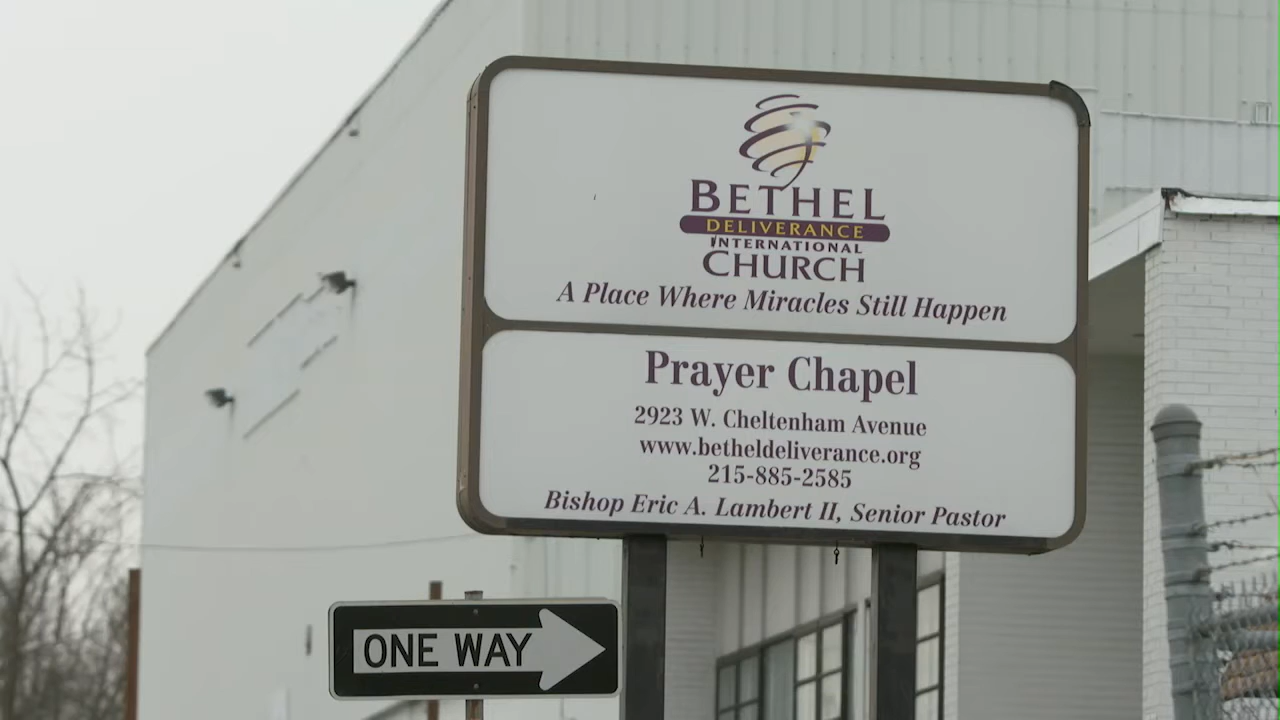 BETHEL
DELIVERANCE
INTERNATIONAL
CHURCH
A Place Where Miracles Still Happen
Prayer Chapel
2923 W. Cheltenham Avenue
www.betheldeliverance.org
215-885-2585
Bishop Eric A. Lambert II, Senior Pastor
ONE WAY